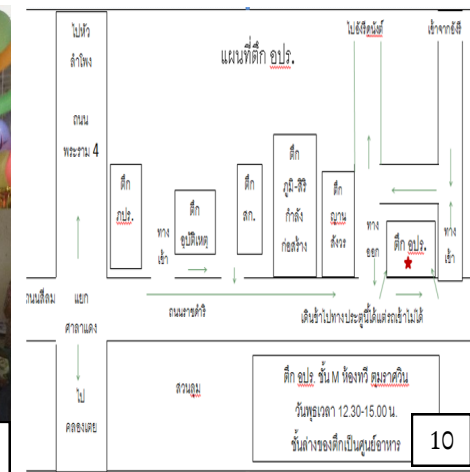 ไปหัว
ลำโพง
ถนน
พระราม 4
แผนที่ตึก อปร.
ไปอังรีดูนังต์
เข้าจากอังรี
ตึก
ภปร.
ทาง
เข้า
ตึก
อุบัติเหตุ
ตึก
สก.
ตึก
ภูมิ-สิริ
กำลัง
ก่อสร้าง
ตึก
ญาน
สังวร
ทาง
ออก
ตึก อปร.
ทาง
เข้า
ถนนสีลม
แยก
ศาลาแดง
ถนนราชดำริ
เดินเข้าไปทางประตูนี้ได้แต่รถเข้าไม่ได้
ไป
คลองเตย
สวนลุม
ตึก อปร. ชั้น M ห้องทวี ตุมราศวิน
วันพุธเวลา 12.30-15.00 น.
ชั้นล่างของตึกเป็นศูนย์อาหาร
10